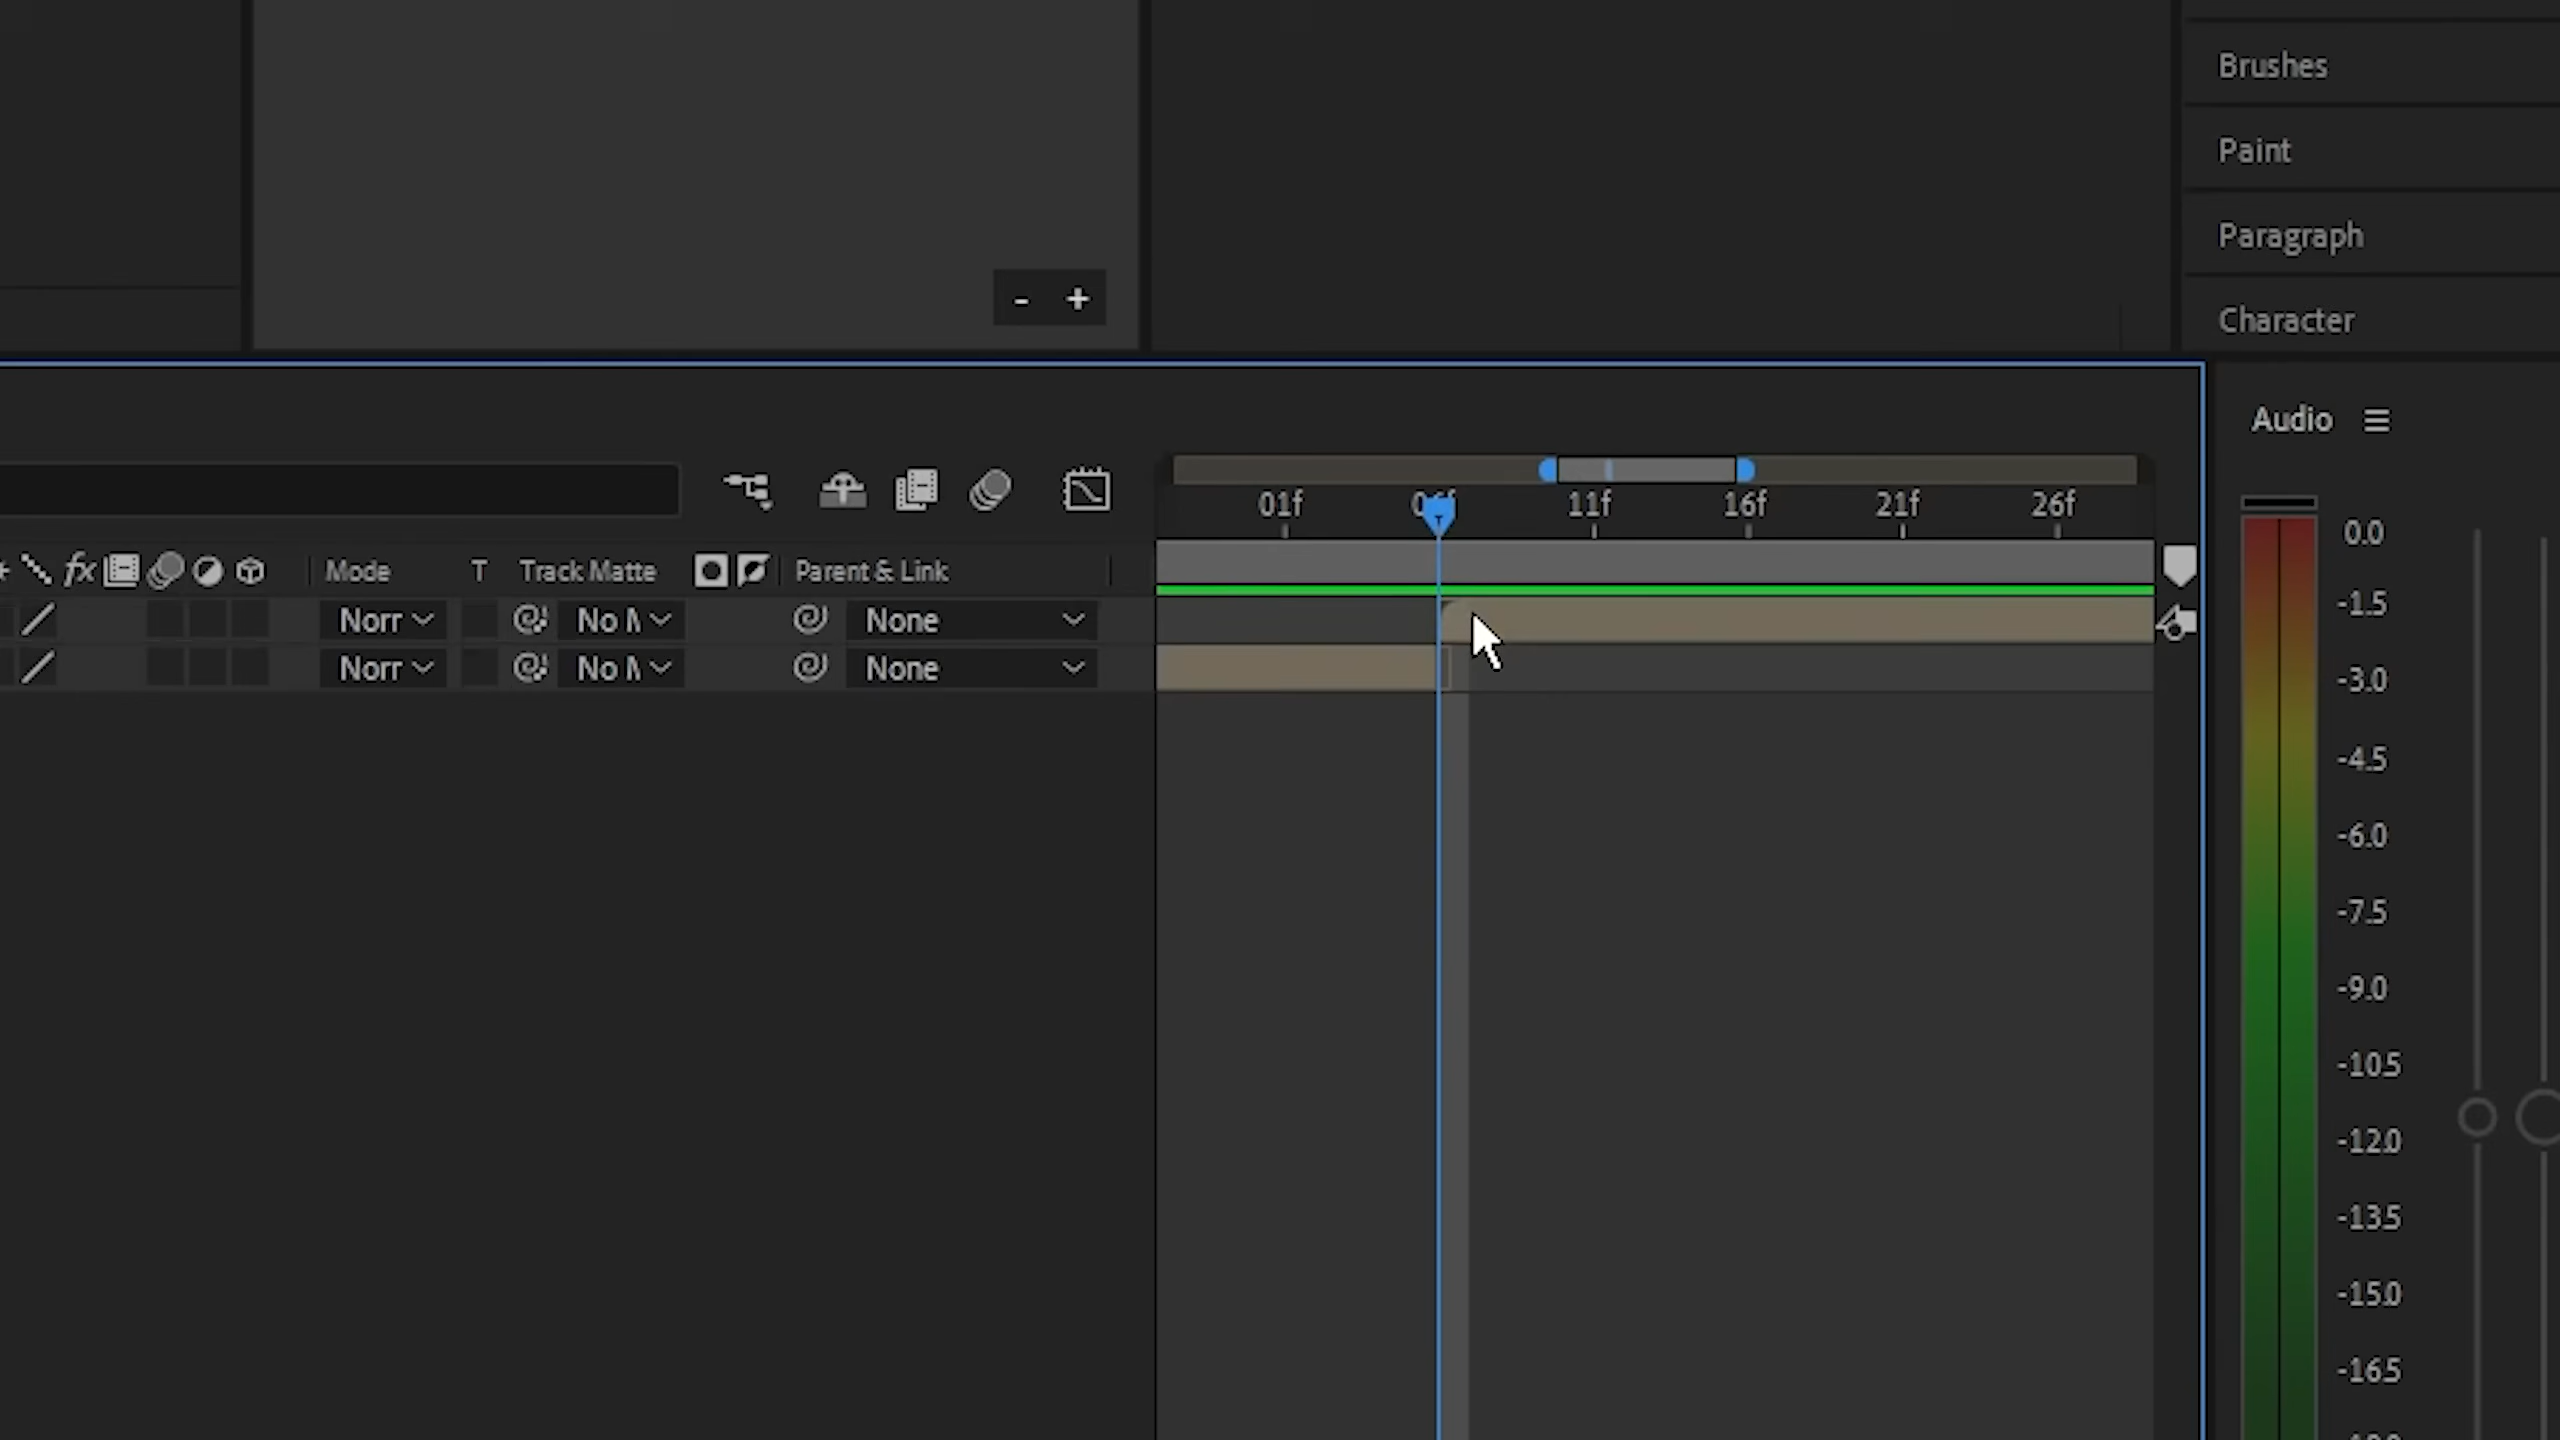 Brushes
Paint
Paragraph
Character
- +
Audio
01f 06f 11f 16f 21f 26f
fx Mode T Track Matte Parent & Link
Norr No M None
Norr No M None
0.0
-1.5
-3.0
-4.5
-6.0
-7.5
-9.0
-10.5
-12.0
-13.5
-15.0
-16.5